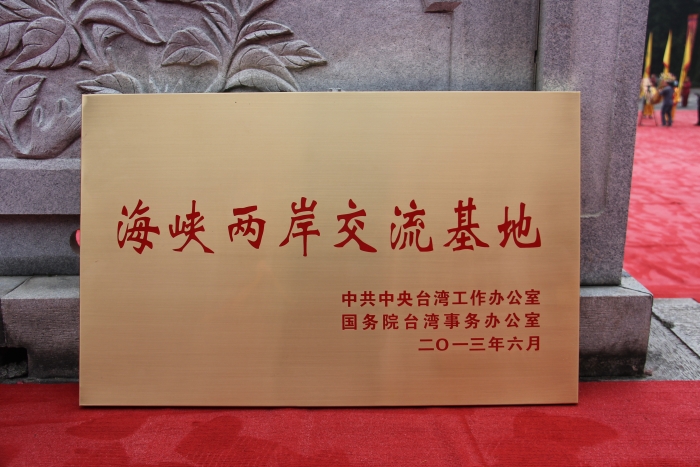 海峡两岸交流基地
中共中央台湾工作办公室
国务院台湾事务办公室
二〇一三年六月